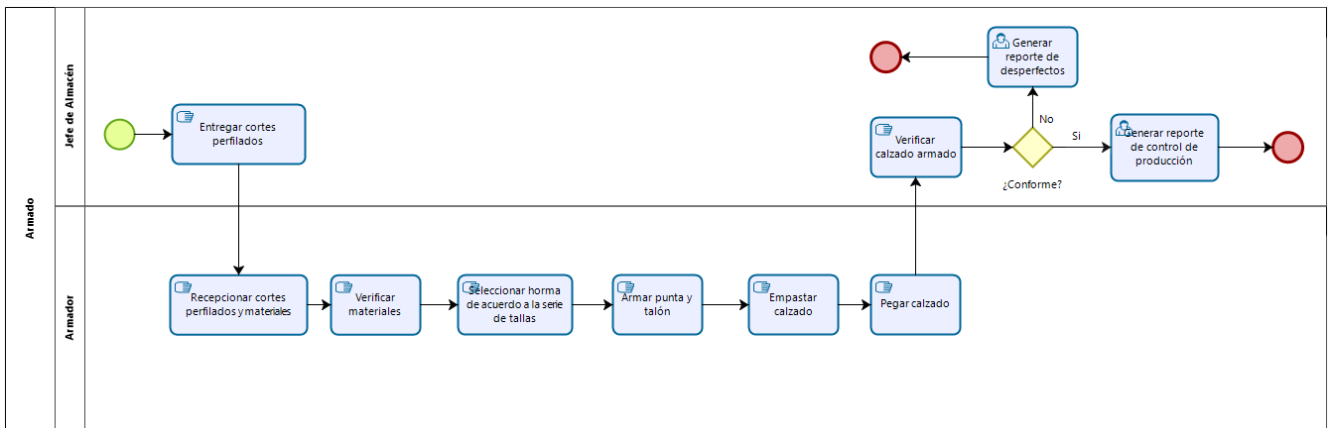 Armado
Jefe de Almacén
Entregar cortes
perfilados
Verificar
calzado armado
¿Conforme?
No
Si
Generar
reporte de
desperfectos
Generar reporte
de control de
producción
Armador
Recepcionar cortes
perfilados y materiales
Verificar
materiales
Seleccionar horma
de acuerdo a la serie
de tallas
Armar punta y
talón
Empastar
calzado
Pegar calzado